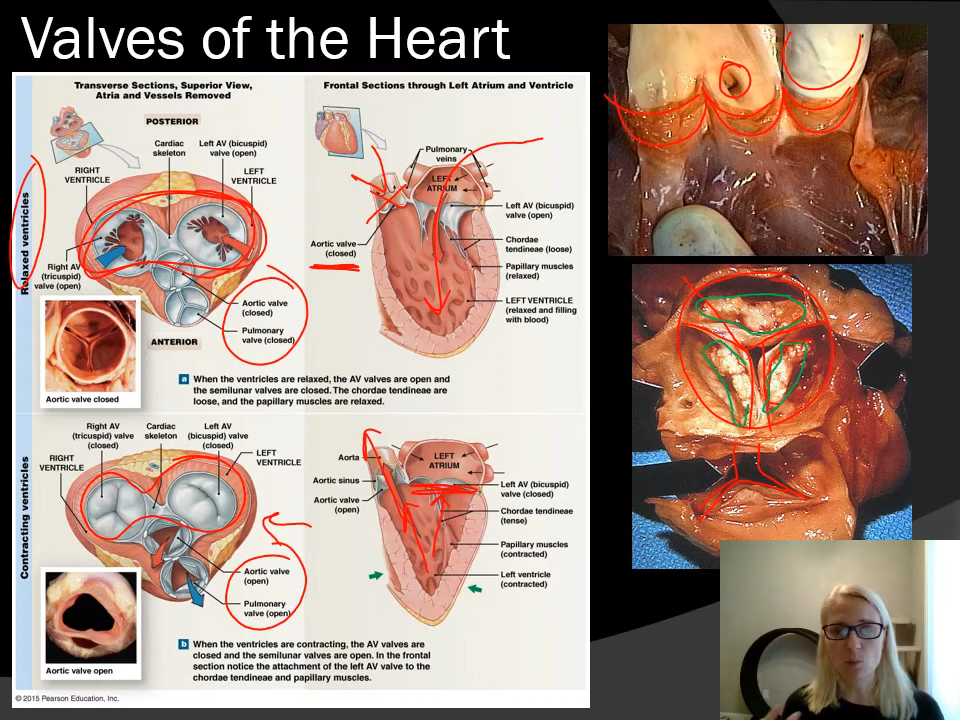 Valves of the Heart
Transverse Sections, Superior View,
Atria and Vessels Removed
Frontal Sections through Left Atrium and Ventricle
POSTERIOR
Cardiac
skeleton
Left AV (bicuspid)
valve (open)
RIGHT
VENTRICLE
LEFT
VENTRICLE
Relaxed ventricles
Right AV
(tricuspid)
valve (open)
Aortic valve
(closed)
Pulmonary
valve (closed)
ANTERIOR
Aortic valve closed
Pulmonary
veins
LEFT
ATRIUM
Left AV (bicuspid)
valve (open)
Aortic valve
(closed)
Chordae
tendineae (loose)
Papillary muscles
(relaxed)
LEFT VENTRICLE
(relaxed and filling
with blood)
a When the ventricles are relaxed, the AV valves are open and
the semilunar valves are closed. The chordae tendineae are
loose, and the papillary muscles are relaxed.
Right AV
(tricuspid) valve
(closed)
Cardiac
skeleton
Left AV
(bicuspid) valve
(closed)
RIGHT
VENTRICLE
LEFT
VENTRICLE
Contracting ventricles
Aortic valve
(open)
Pulmonary
valve (open)
Aortic valve open
Aorta
LEFT
ATRIUM
Aortic sinus
Left AV (bicuspid)
valve (closed)
Aortic valve
(open)
Chordae tendineae
(tense)
Papillary muscles
(contracted)
Left ventricle
(contracted)
b When the ventricles are contracting, the AV valves are
closed and the semilunar valves are open. In the frontal
section notice the attachment of the left AV valve to the
chordae tendineae and papillary muscles.
© 2015 Pearson Education, Inc.